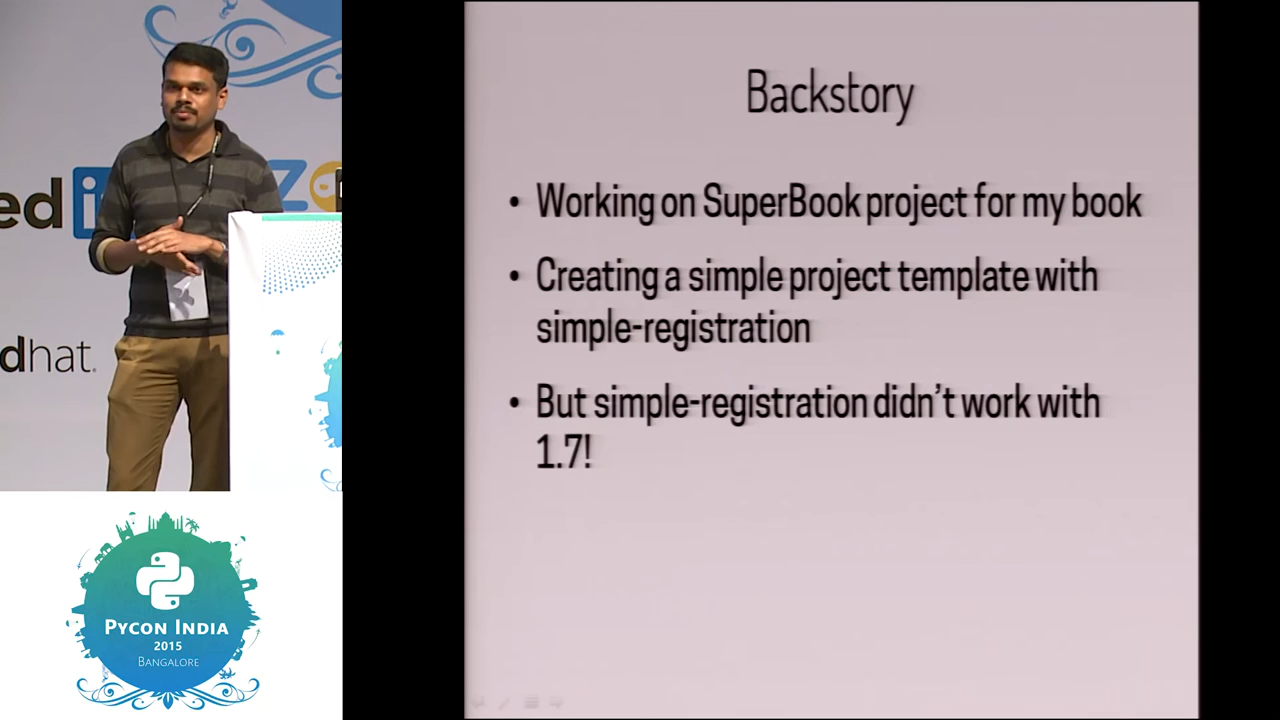 ed in
Z
dhat.
PYCON INDIA
2015
BANGALORE
Backstory
• Working on SuperBook project for my book
• Creating a simple project template with
simple-registration
• But simple-registration didn't work with
1.7!